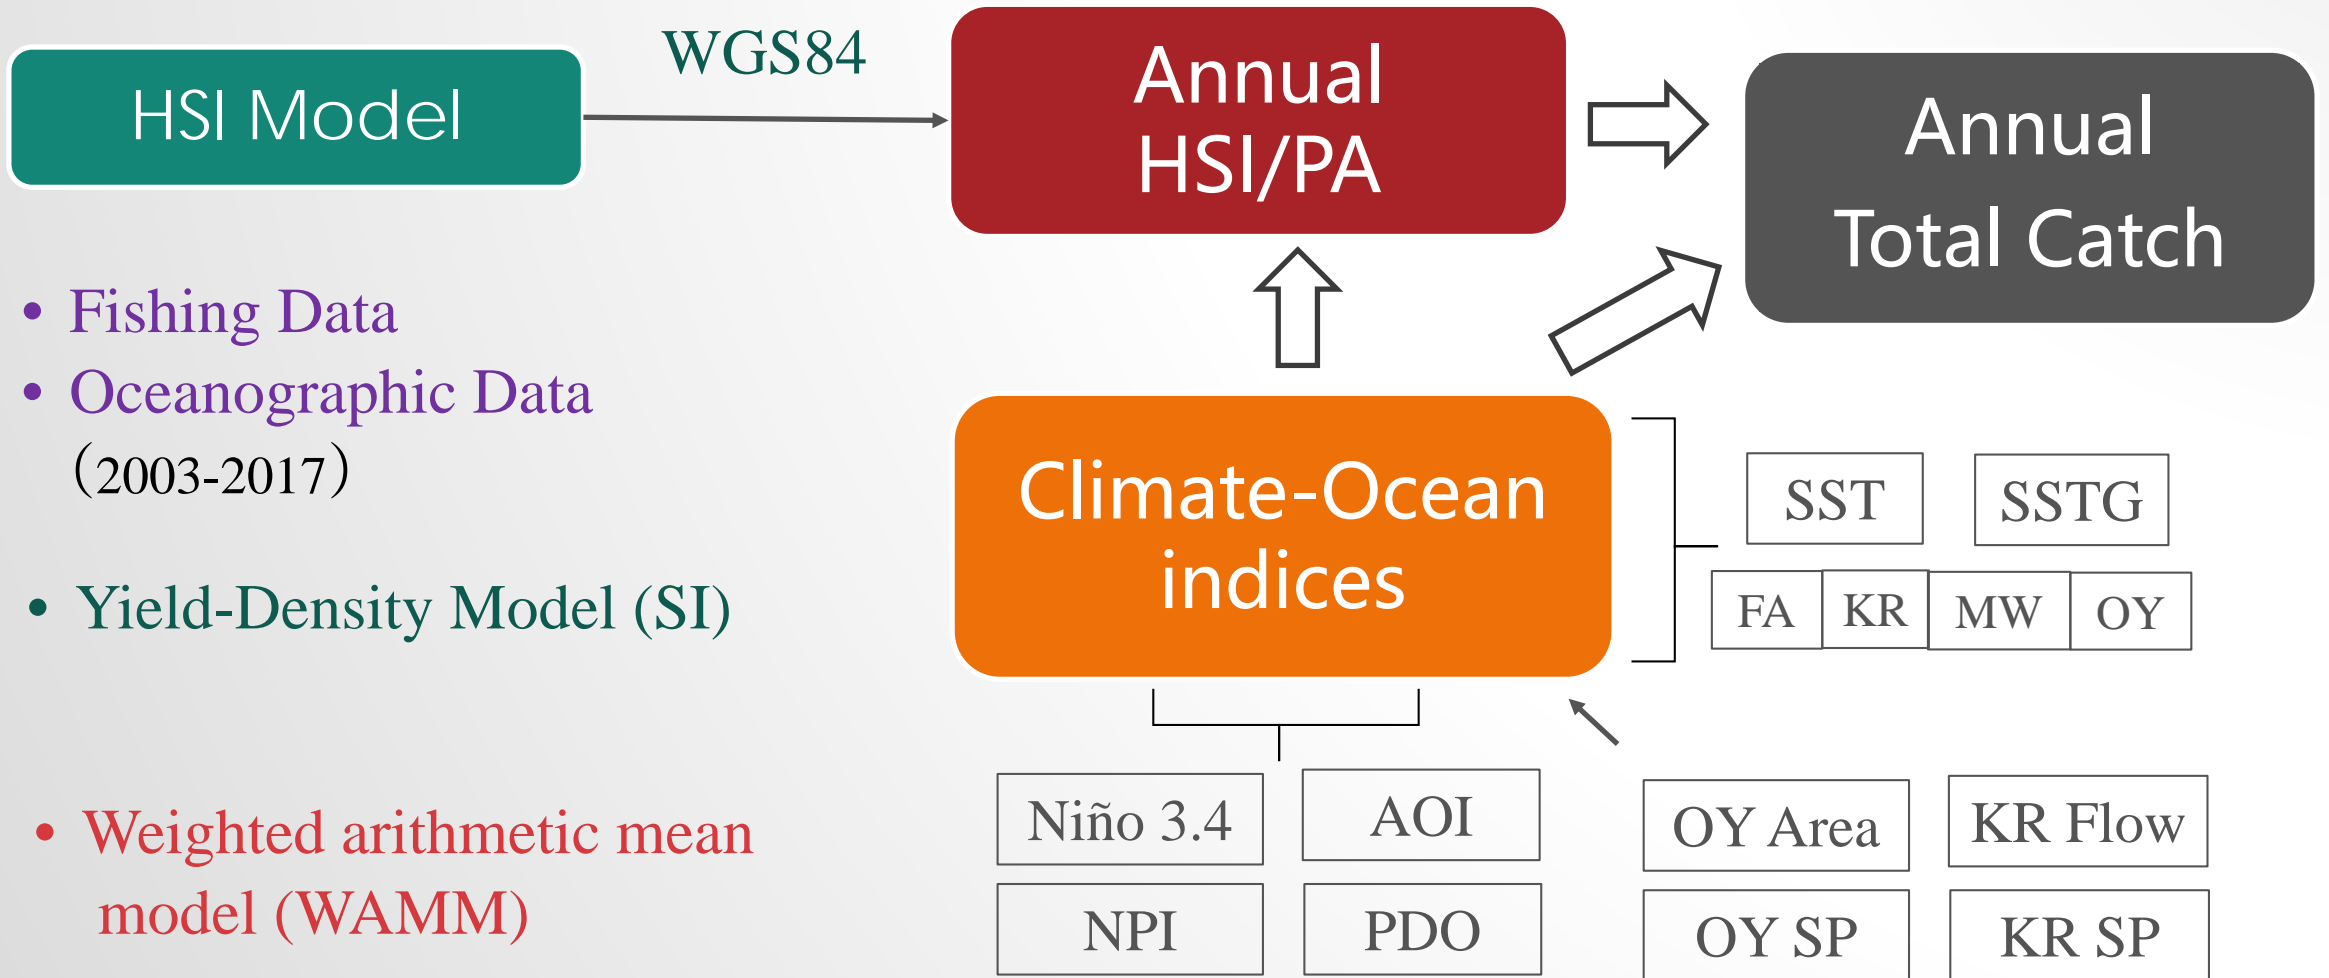 HSI Model
WGS84
Annual
HSI/PA
Annual
Total Catch
• Fishing Data
• Oceanographic Data
（2003-2017）
• Yield-Density Model (SI)
• Weighted arithmetic mean
model (WAMM)
Climate-Ocean
indices
SST
SSTG
FA
KR
MW
OY
Niño 3.4
AOI
NPI
PDO
OY Area
KR Flow
OY SP
KR SP